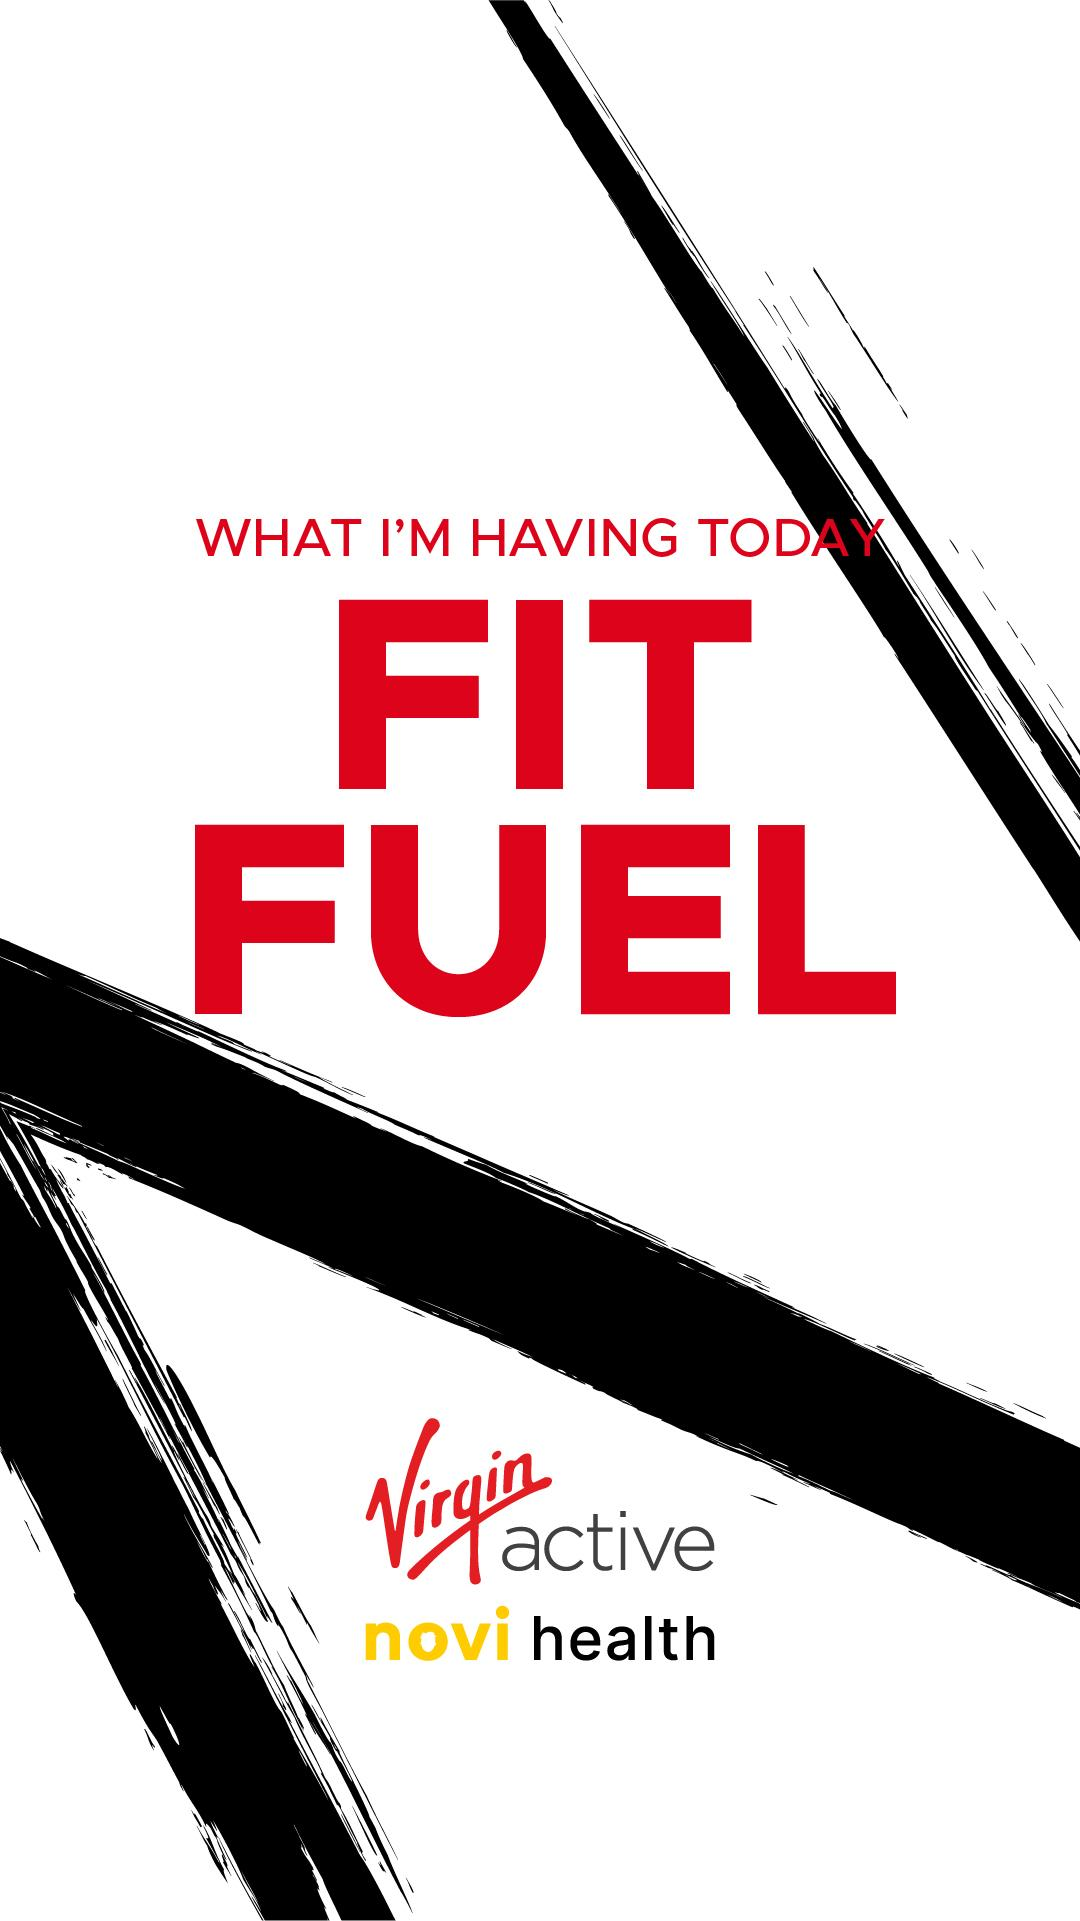 WHAT I’M HAVING TODAY
FIT
FUEL
Virgin
active
novi health